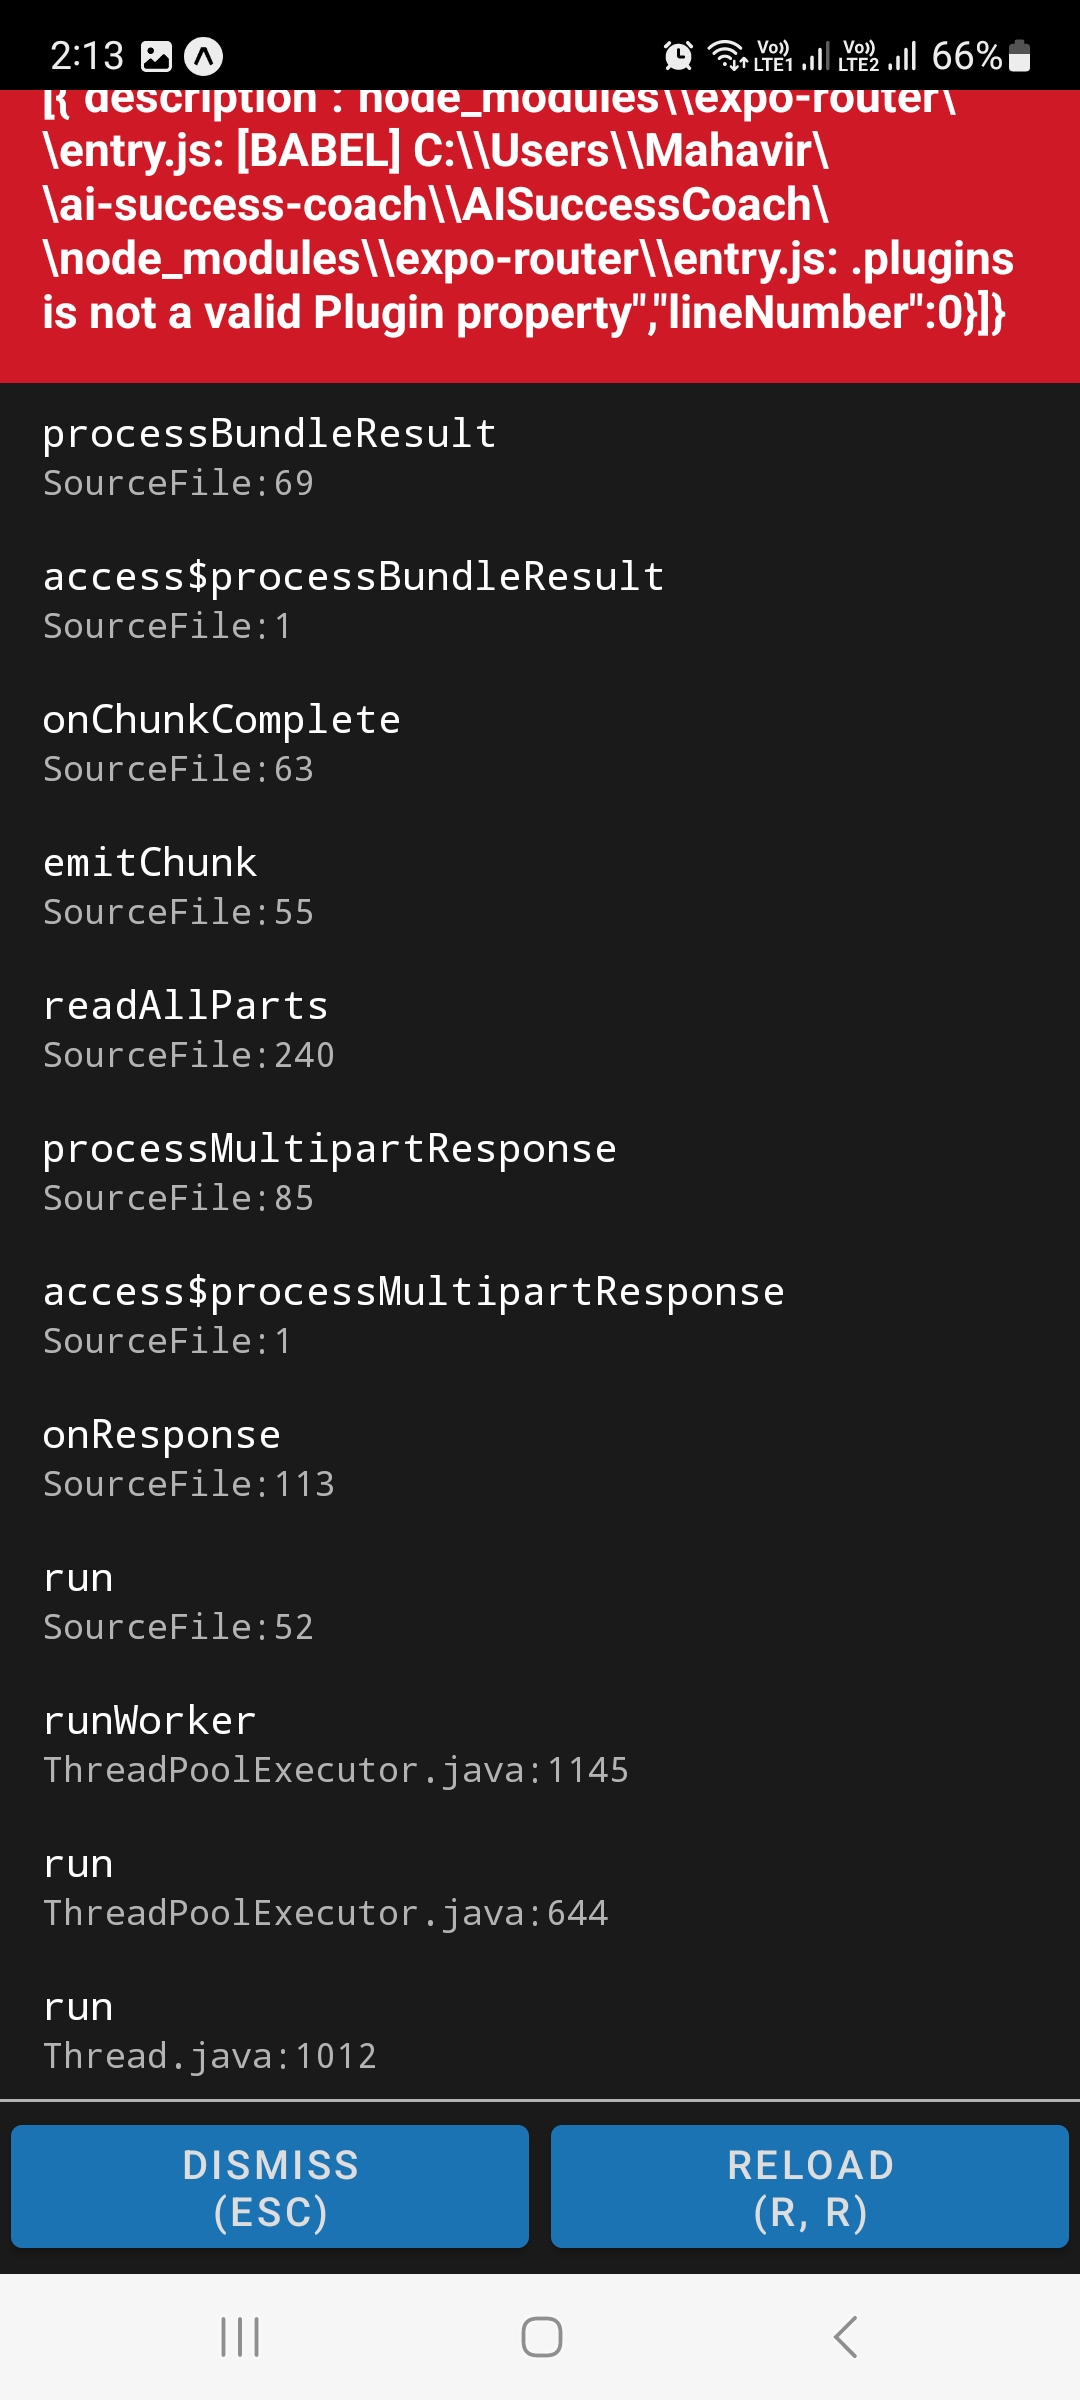 2:13 Vo)) LTE1 Vo)) LTE2 66%
[{"description":"node_modules\\expo-router\
\entry.js: [BABEL] C:\\Users\\Mahavir\
\ai-success-coach\\AISuccessCoach\
\node_modules\\expo-router\\entry.js: .plugins
is not a valid Plugin property","lineNumber":0}]}
processBundleResult
SourceFile:69
access$processBundleResult
SourceFile:1
onChunkComplete
SourceFile:63
emitChunk
SourceFile:55
readAllParts
SourceFile:240
processMultipartResponse
SourceFile:85
access$processMultipartResponse
SourceFile:1
onResponse
SourceFile:113
run
SourceFile:52
runWorker
ThreadPoolExecutor.java:1145
run
ThreadPoolExecutor.java:644
run
Thread.java:1012
DISMISS
(ESC)
RELOAD
(R, R)